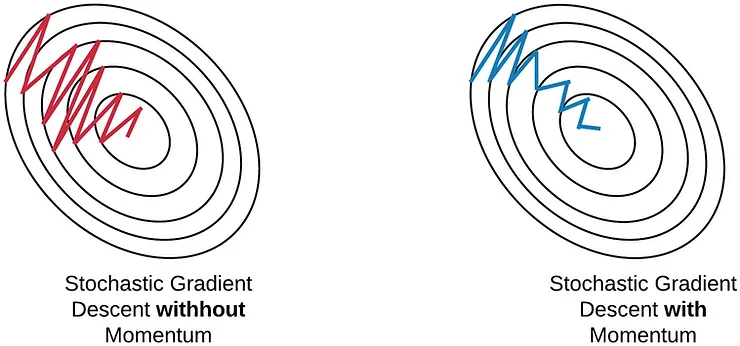 Stochastic Gradient
Descent withhout
Momentum
Stochastic Gradient
Descent with
Momentum